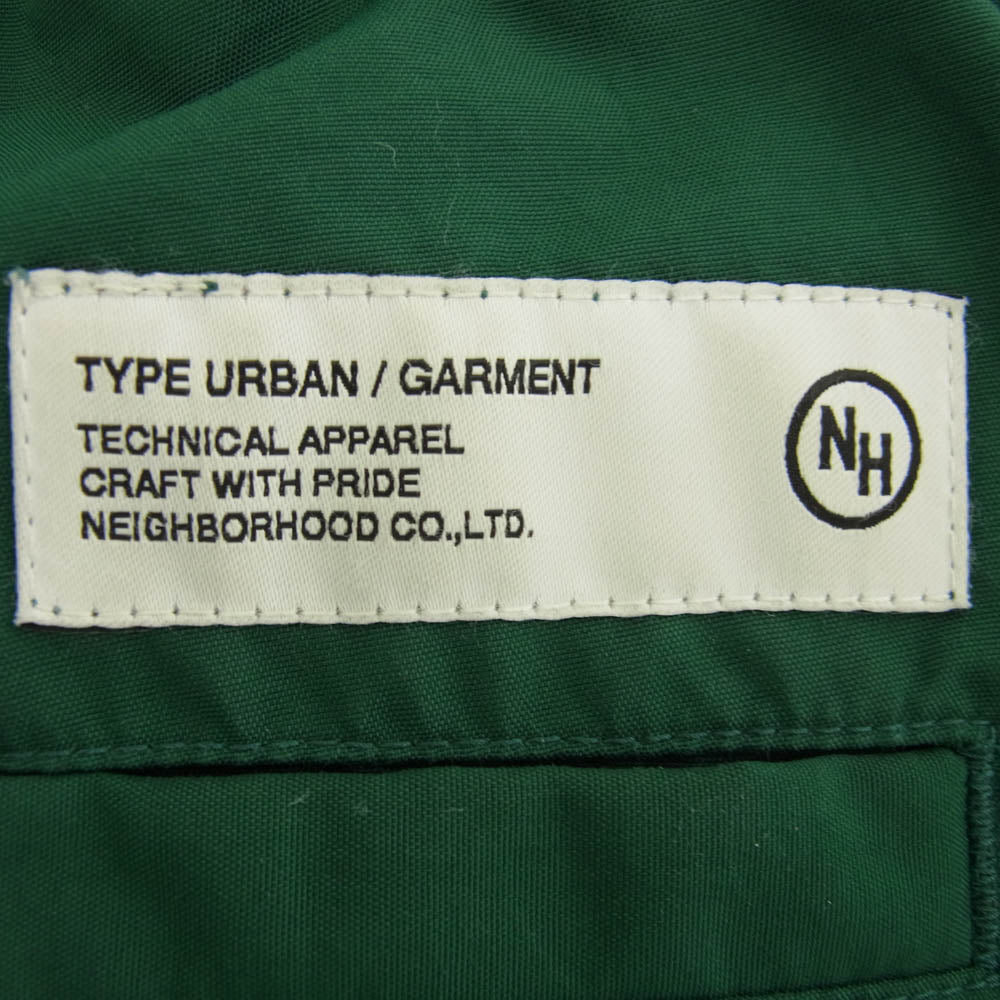 TYPE URBAN / GARMENT
TECHNICAL APPAREL
CRAFT WITH PRIDE
NEIGHBORHOOD CO.,LTD.
NH